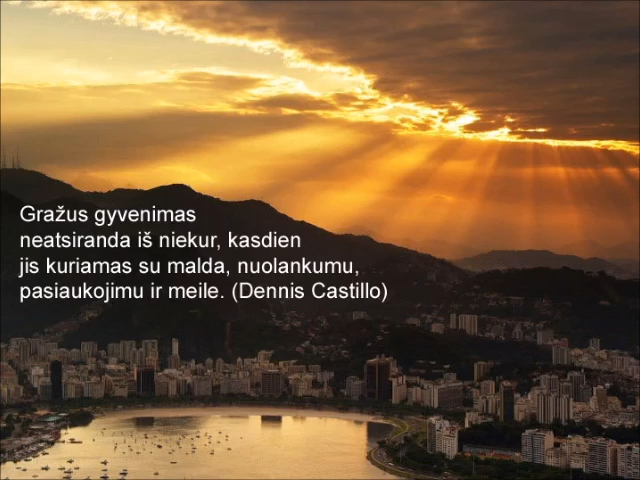 Gražus gyvenimas
neatsiranda iš niekur, kasdien
jis kuriamas su malda, nuolankumu,
pasiaukojimu ir meile. (Dennis Castillo)